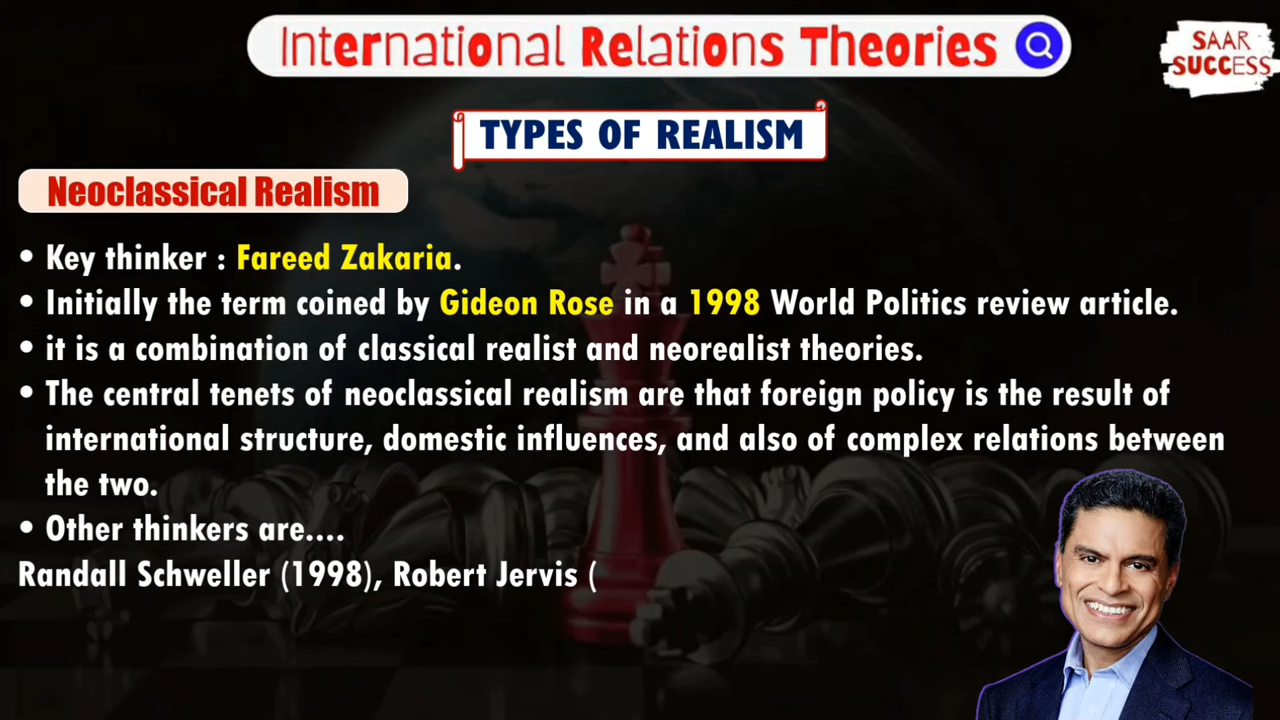 International Relations Theories
SAAR
SUCCESS
TYPES OF REALISM
Neoclassical Realism
• Key thinker : Fareed Zakaria.
• Initially the term coined by Gideon Rose in a 1998 World Politics review article.
• it is a combination of classical realist and neorealist theories.
• The central tenets of neoclassical realism are that foreign policy is the result of
international structure, domestic influences, and also of complex relations between
the two.
• Other thinkers are....
Randall Schweller (1998), Robert Jervis (